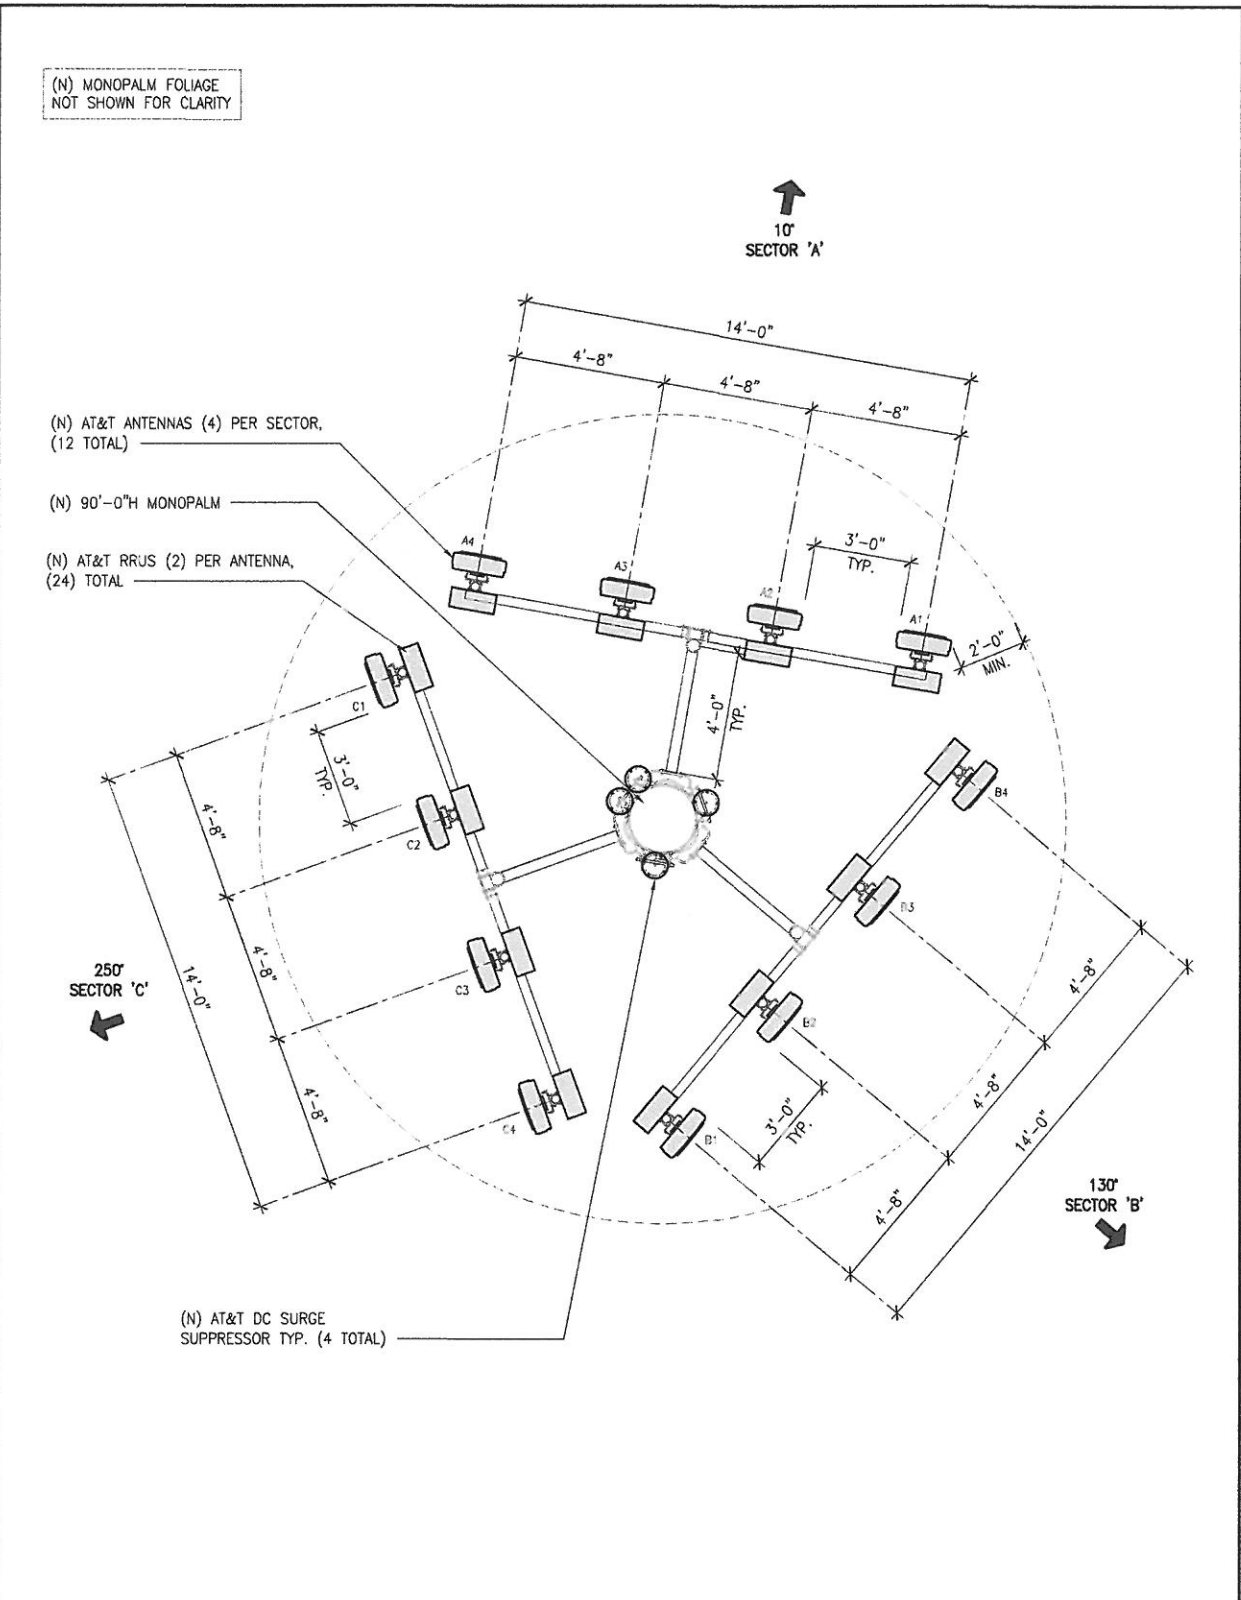 (N) MONOPALM FOLIAGE
NOT SHOWN FOR CLARITY
10°
SECTOR 'A'
14'-0"
4'-8"
4'-8"
4'-8"
(N) AT&T ANTENNAS (4) PER SECTOR,
(12 TOTAL)
(N) 90'-0"H MONOPALM
(N) AT&T RRUS (2) PER ANTENNA,
(24) TOTAL
A4
A3
A2
A1
3'-0"
TYP.
2'-0"
MIN.
4'-0"
TYP.
C1
3'-0"
TYP.
C2
C3
C4
4'-8"
4'-8"
4'-8"
14'-0"
250°
SECTOR 'C'
B4
B3
B2
B1
3'-0"
TYP.
4'-8"
4'-8"
4'-8"
14'-0"
130°
SECTOR 'B'
(N) AT&T DC SURGE
SUPPRESSOR TYP. (4 TOTAL)